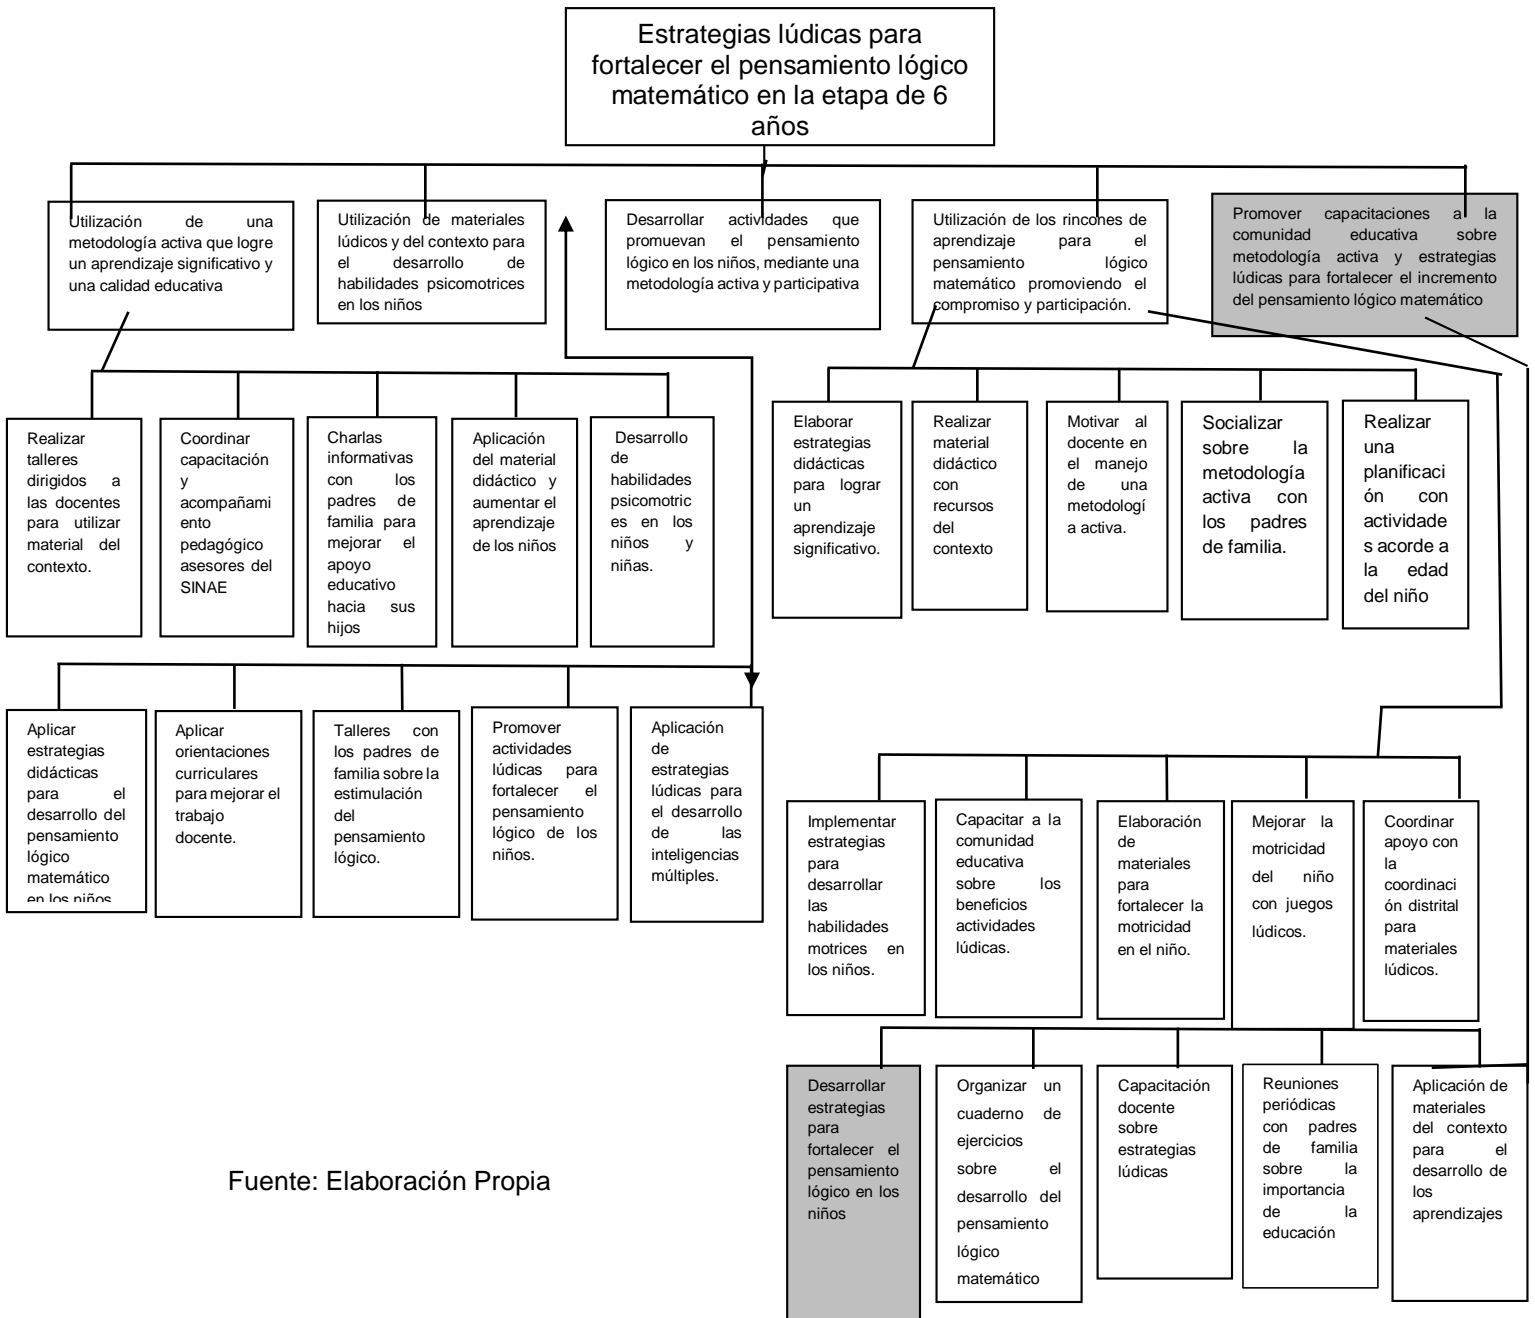 Estrategias lúdicas para
fortalecer el pensamiento lógico
matemático en la etapa de 6
años
Utilización de una
metodología activa que logre
un aprendizaje significativo y
una calidad educativa
Utilización de materiales
lúdicos y del contexto para
el desarrollo de
habilidades psicomotrices
en los niños
Desarrollar actividades que
promuevan el pensamiento
lógico en los niños, mediante una
metodología activa y participativa
Utilización de los rincones de
aprendizaje para el
pensamiento lógico
matemático promoviendo el
compromiso y participación.
Promover capacitaciones a la
comunidad educativa sobre
metodología activa y estrategias
lúdicas para fortalecer el incremento
del pensamiento lógico matemático
Realizar
talleres
dirigidos a
las docentes
para utilizar
material del
contexto.
Coordinar
capacitación
y
acompañami
ento
pedagógico
asesores del
SINAE
Charlas
informativas
con los
padres de
familia para
mejorar el
apoyo
educativo
hacia sus
hijos
Aplicación
del material
didáctico y
aumentar el
aprendizaje
de los niños
Desarrollo
de
habilidades
psicomotric
es en los
niños y
niñas.
Elaborar
estrategias
didácticas
para lograr
un
aprendizaje
significativo.
Realizar
material
didáctico
con
recursos
del
contexto
Motivar al
docente en
el manejo
de una
metodologí
a activa.
Socializar
sobre la
metodología
activa con
los padres
de familia.
Realizar
una
planificaci
ón con
actividade
s acorde a
la edad
del niño
Aplicar
estrategias
didácticas
para el
desarrollo del
pensamiento
lógico
matemático
en los niños
Aplicar
orientaciones
curriculares
para mejorar el
trabajo
docente.
Talleres con
los padres de
familia sobre la
estimulación
del
pensamiento
lógico.
Promover
actividades
lúdicas para
fortalecer el
pensamiento
lógico de los
niños.
Aplicación
de
estrategias
lúdicas para
el desarrollo
de las
inteligencias
múltiples.
Implementar
estrategias
para
desarrollar
las
habilidades
motrices en
los niños.
Capacitar a la
comunidad
educativa
sobre los
beneficios
actividades
lúdicas.
Elaboración
de
materiales
para
fortalecer la
motricidad
en el niño.
Mejorar la
motricidad
del niño
con juegos
lúdicos.
Coordinar
apoyo con
la
coordinaci
ón distrital
para
materiales
lúdicos.
Desarrollar
estrategias
para
fortalecer el
pensamiento
lógico en los
niños
Organizar un
cuaderno de
ejercicios
sobre el
desarrollo del
pensamiento
lógico
matemático
Capacitación
docente
sobre
estrategias
lúdicas
Reuniones
periódicas
con padres
de familia
sobre la
importancia
de la
educación
Aplicación de
materiales
del contexto
para el
desarrollo de
los
aprendizajes
Fuente: Elaboración Propia